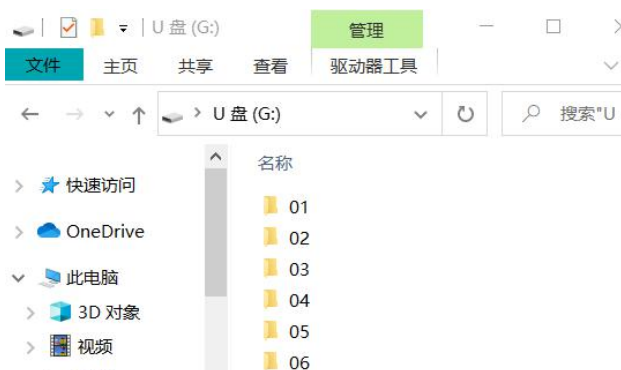 U 盘 (G:) 管理
文件 主页 共享 查看 驱动器工具
U 盘 (G:) 搜索"U
名称
快速访问
OneDrive
此电脑
3D 对象
视频
01
02
03
04
05
06